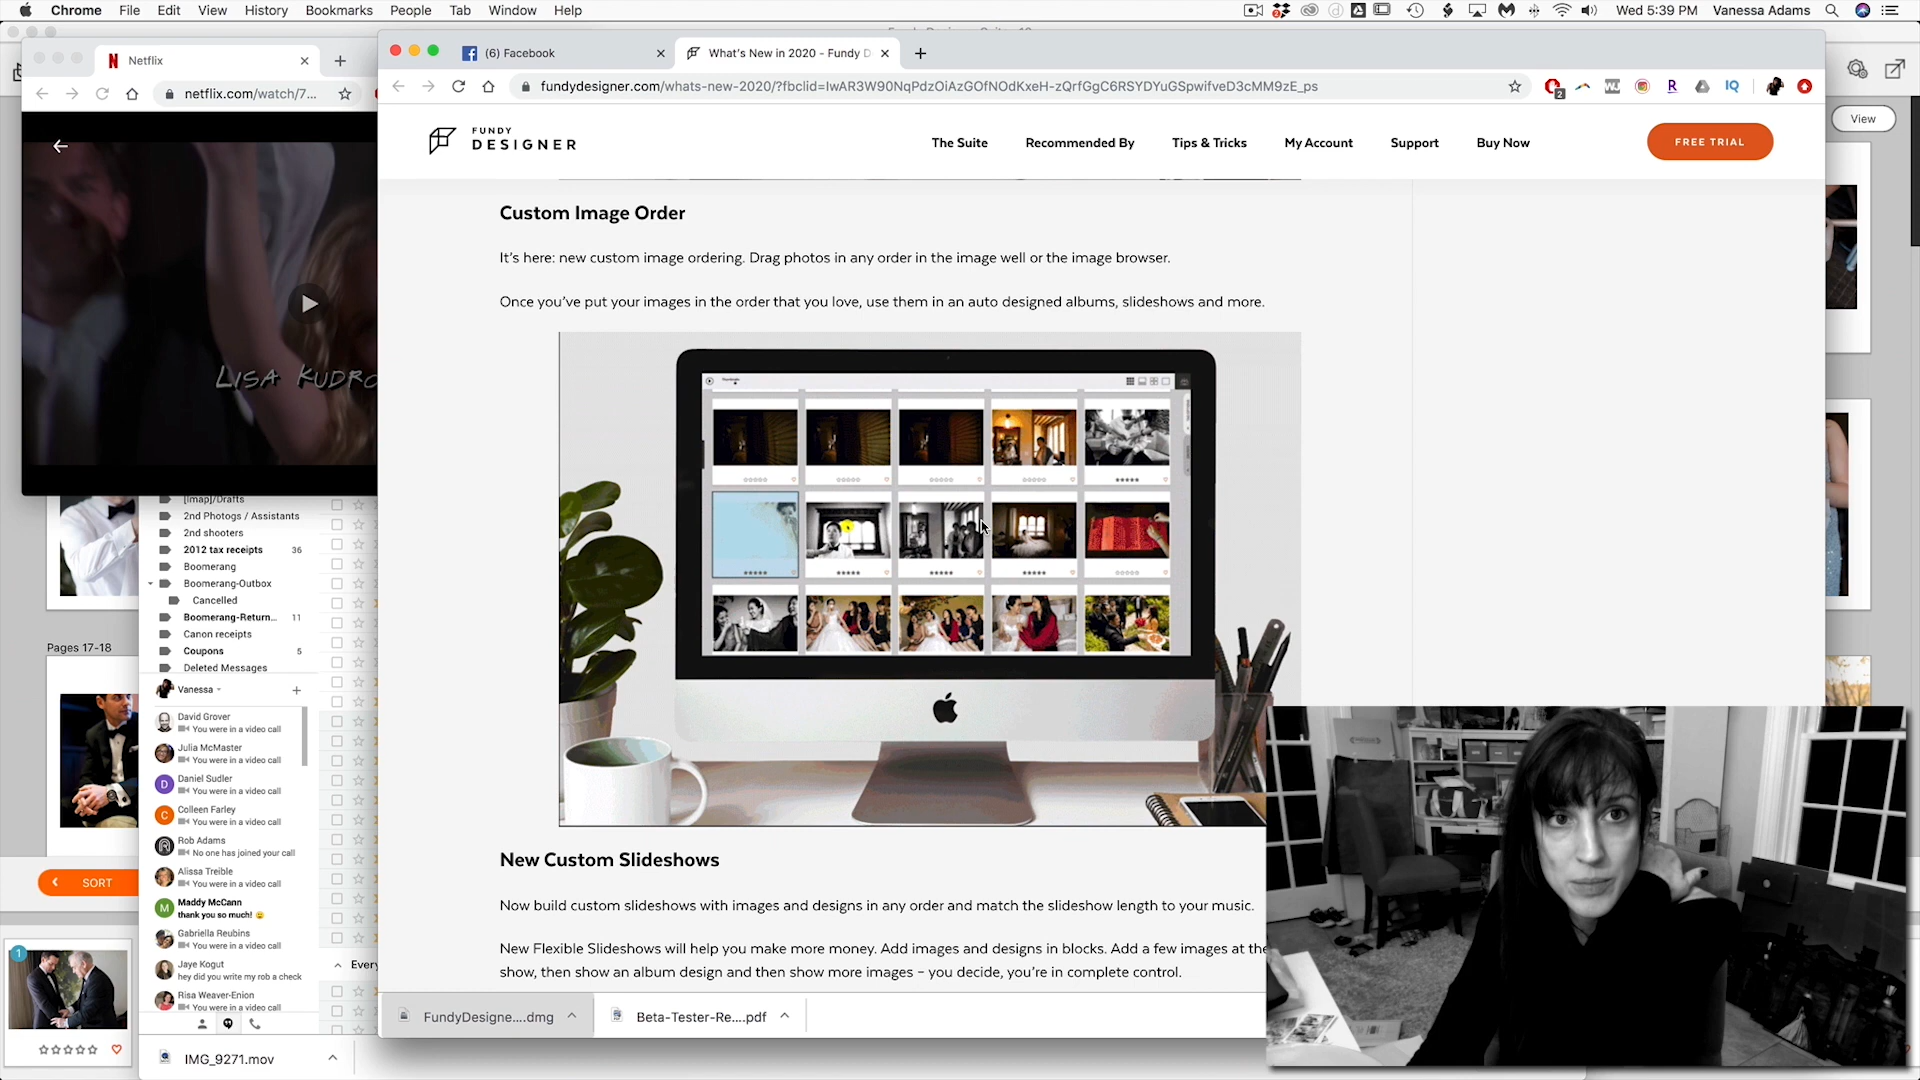 Chrome File Edit View History Bookmarks People Tab Window Help
Wed 5:39 PM Vanessa Adams
Netflix
netflix.com/watch/7...
(6) Facebook
What's New in 2020 - Fundy D
fundydesigner.com/whats-new-2020/?fbclid=IwAR3W90NqPdzOiAzGOfNOdKxeH-zQrfGgC6RSYDYuGSpwifveD3cMM9zE_ps
2
R
IQ
View
FUNDY
DESIGNER
The Suite Recommended By Tips & Tricks My Account Support Buy Now
FREE TRIAL
Custom Image Order
It's here: new custom image ordering. Drag photos in any order in the image well or the image browser.
Once you've put your images in the order that you love, use them in an auto designed albums, slideshows and more.
LISA KUDRO
[Imap]/Drafts
2nd Photogs / Assistants
2nd shooters
2012 tax receipts 36
Boomerang
Boomerang-Outbox
Cancelled
Boomerang-Return... 11
Canon receipts
Coupons 5
Deleted Messages
Pages 17-18
Vanessa
David Grover
You were in a video call
Julia McMaster
You were in a video call
D
Daniel Sudler
You were in a video call
C
Colleen Farley
You were in a video call
Rob Adams
No one has joined your call
Alissa Treible
You were in a video call
M
Maddy McCann
thank you so much!
Gabriella Reubins
You were in a video call
Jaye Kogut
hey did you write my rob a check
Risa Weaver-Enion
You were in a video call
SORT
1
Every
New Custom Slideshows
Now build custom slideshows with images and designs in any order and match the slideshow length to your music.
New Flexible Slideshows will help you make more money. Add images and designs in blocks. Add a few images at the
show, then show an album design and then show more images – you decide, you're in complete control.
FundyDesigne....dmg
Beta-Tester-Re....pdf
IMG_9271.mov